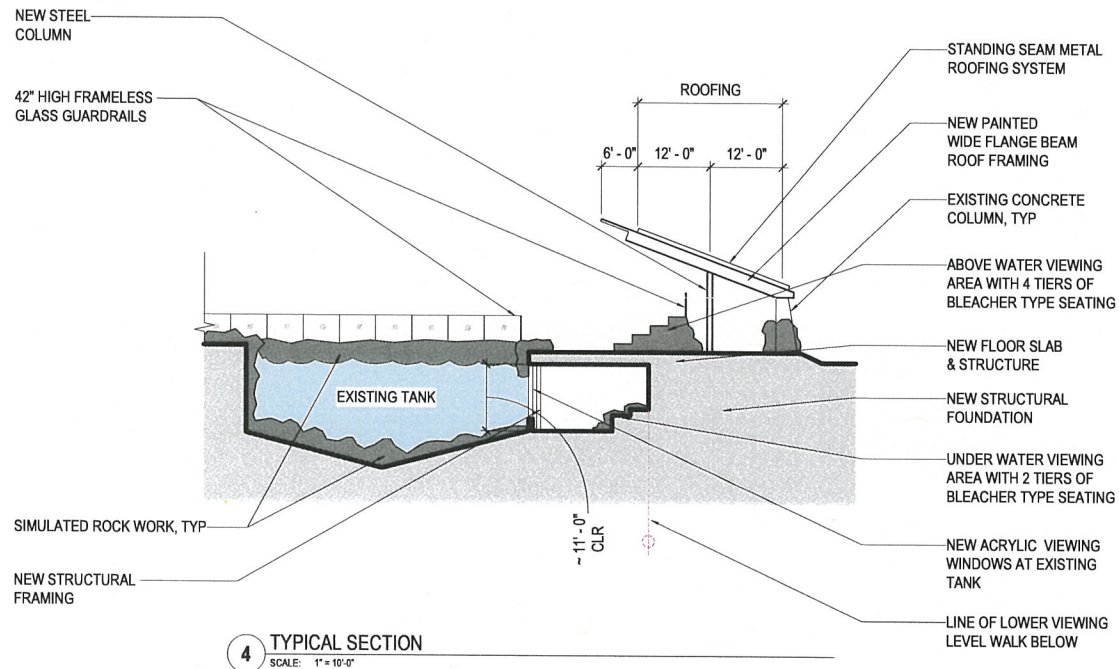 NEW STEEL
COLUMN
42" HIGH FRAMELESS
GLASS GUARDRAILS
ROOFING
6' - 0"
12' - 0"
12' - 0"
STANDING SEAM METAL
ROOFING SYSTEM
NEW PAINTED
WIDE FLANGE BEAM
ROOF FRAMING
EXISTING CONCRETE
COLUMN, TYP
ABOVE WATER VIEWING
AREA WITH 4 TIERS OF
BLEACHER TYPE SEATING
NEW FLOOR SLAB
& STRUCTURE
NEW STRUCTURAL
FOUNDATION
UNDER WATER VIEWING
AREA WITH 2 TIERS OF
BLEACHER TYPE SEATING
NEW ACRYLIC VIEWING
WINDOWS AT EXISTING
TANK
LINE OF LOWER VIEWING
LEVEL WALK BELOW
EXISTING TANK
~ 11' - 0"
CLR
SIMULATED ROCK WORK, TYP
NEW STRUCTURAL
FRAMING
4
TYPICAL SECTION
SCALE: 1" = 10'-0"